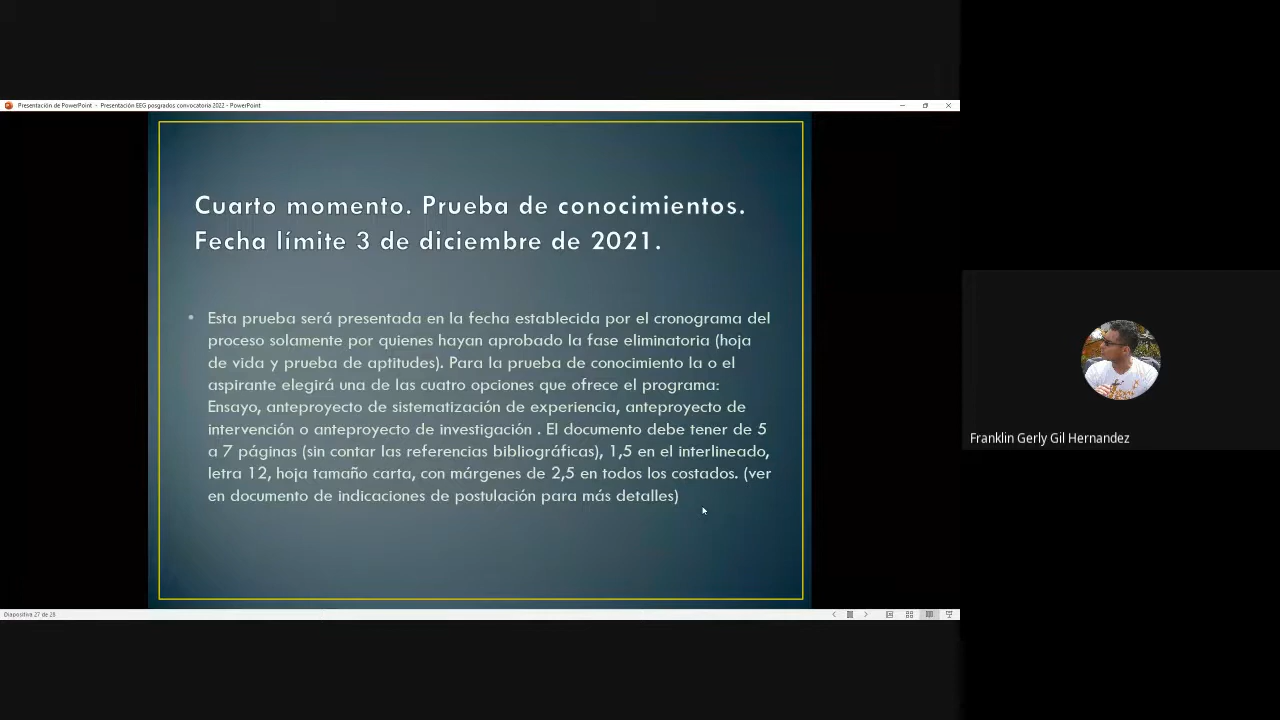 Presentación de PowerPoint - Presentación EEG posgrados convocatoria 2022 - PowerPoint
Cuarto momento. Prueba de conocimientos.
Fecha límite 3 de diciembre de 2021.
• Esta prueba será presentada en la fecha establecida por el cronograma del
proceso solamente por quienes hayan aprobado la fase eliminatoria (hoja
de vida y prueba de aptitudes). Para la prueba de conocimiento la o el
aspirante elegirá una de las cuatro opciones que ofrece el programa:
Ensayo, anteproyecto de sistematización de experiencia, anteproyecto de
intervención o anteproyecto de investigación . El documento debe tener de 5
a 7 páginas (sin contar las referencias bibliográficas), 1,5 en el interlineado,
letra 12, hoja tamaño carta, con márgenes de 2,5 en todos los costados. (ver
en documento de indicaciones de postulación para más detalles)
Franklin Gerly Gil Hernandez
Diapositiva 27 de 28